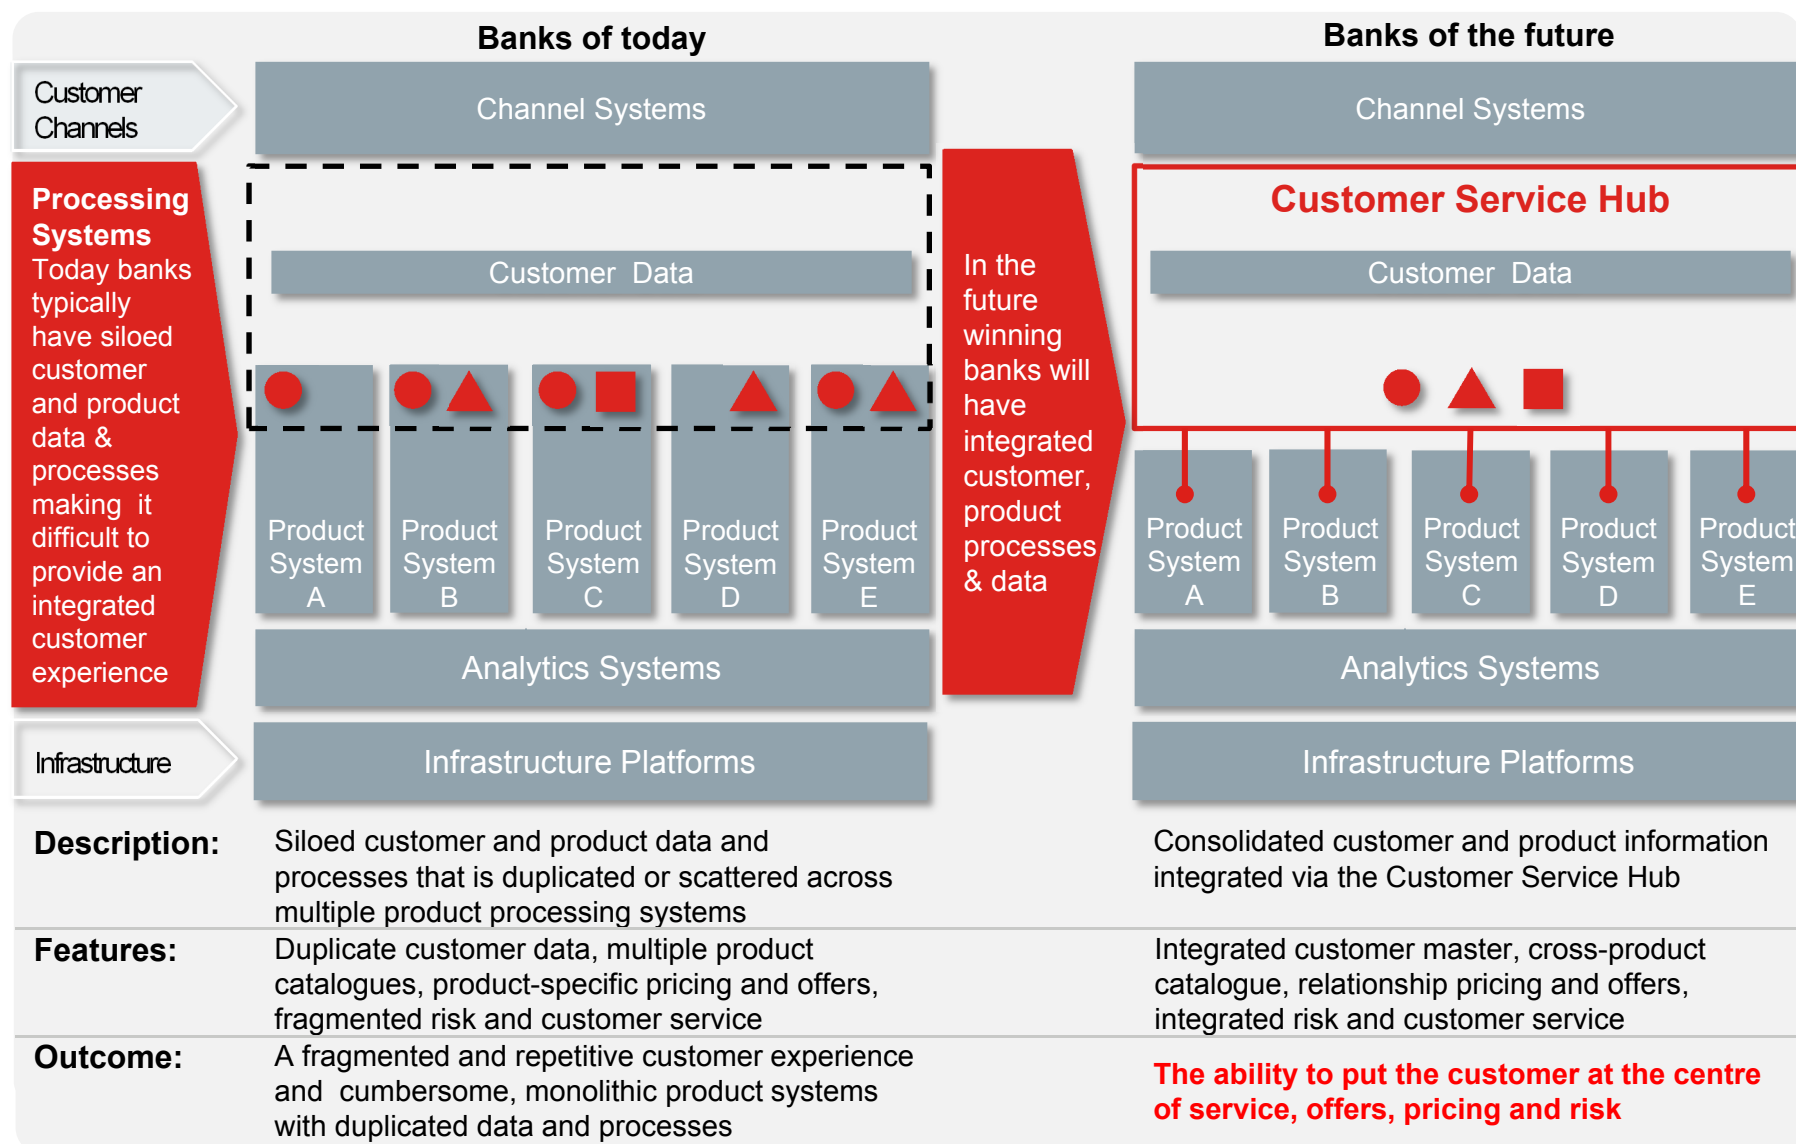 Banks of today
Banks of the future
Customer
Channels
Channel Systems
Channel Systems
Processing
Systems
Today banks
typically
have siloed
customer
and product
data &
processes
making it
difficult to
provide an
integrated
customer
experience
Customer Data
Product
System
A
Product
System
B
Product
System
C
Product
System
D
Product
System
E
Analytics Systems
In the
future
winning
banks will
have
integrated
customer,
product
processes
& data
Customer Service Hub
Customer Data
Product
System
A
Product
System
B
Product
System
C
Product
System
D
Product
System
E
Analytics Systems
Infrastructure
Infrastructure Platforms
Infrastructure Platforms
Description:
Siloed customer and product data and
processes that is duplicated or scattered across
multiple product processing systems
Consolidated customer and product information
integrated via the Customer Service Hub
Features:
Duplicate customer data, multiple product
catalogues, product-specific pricing and offers,
fragmented risk and customer service
Integrated customer master, cross-product
catalogue, relationship pricing and offers,
integrated risk and customer service
Outcome:
A fragmented and repetitive customer experience
and cumbersome, monolithic product systems
with duplicated data and processes
The ability to put the customer at the centre
of service, offers, pricing and risk